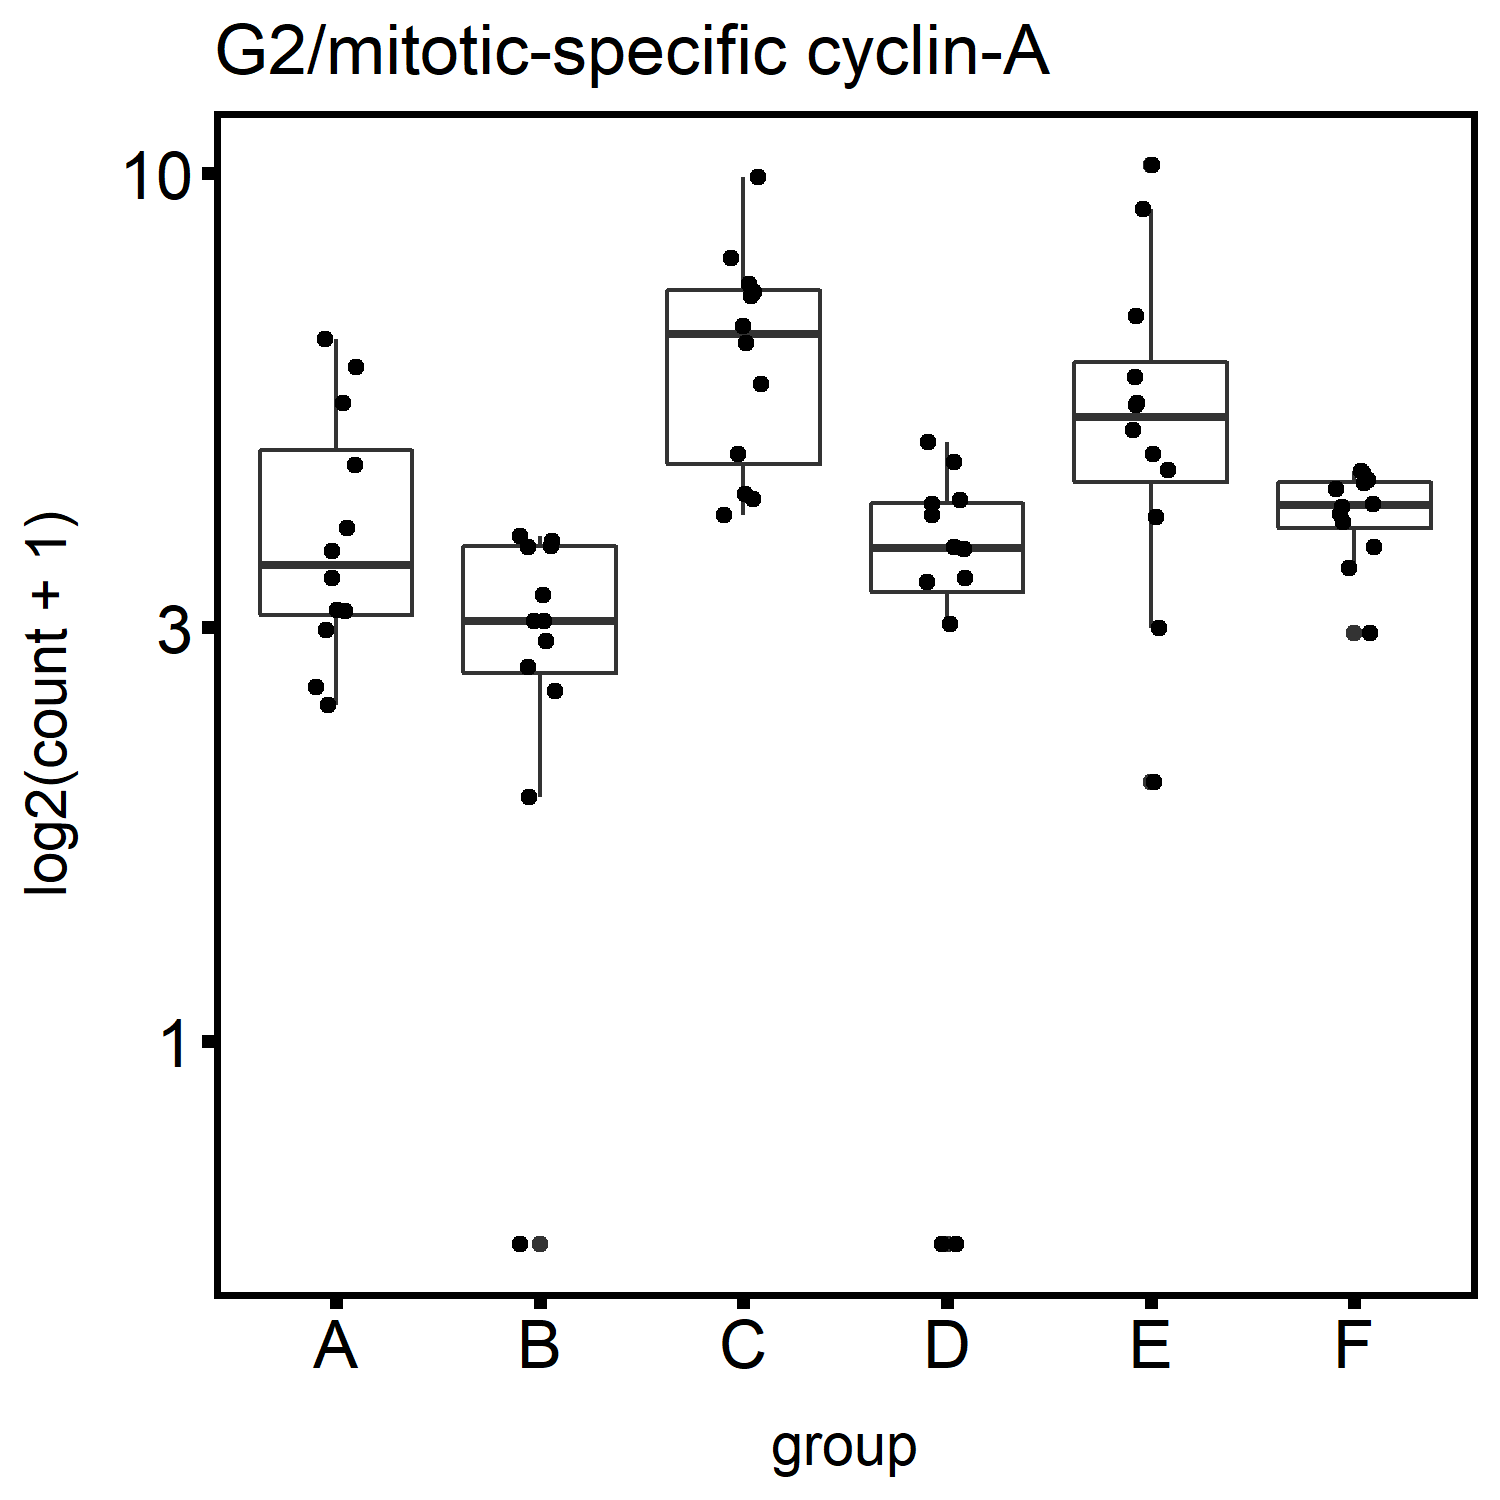 G2/mitotic-specific cyclin-A
10
3
1
log2(count + 1)
A B C D E F
group